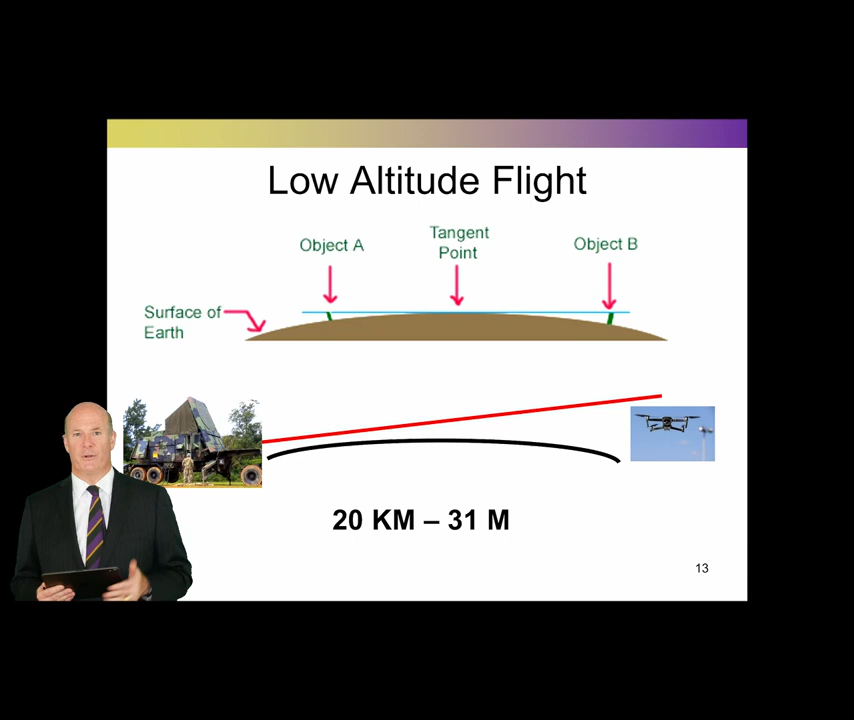 Low Altitude Flight
Object A
Tangent
Point
Object B
Surface of
Earth
20 KM – 31 M
13